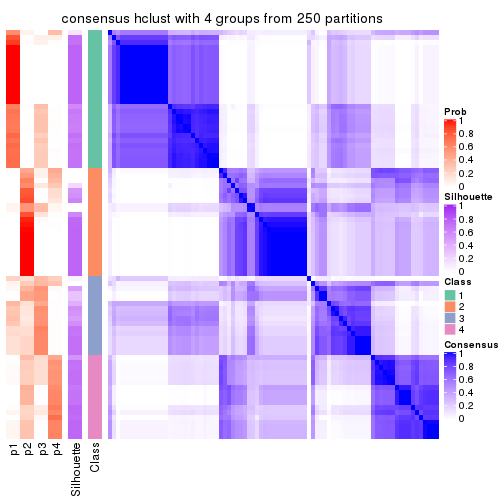 consensus hclust with 4 groups from 250 partitions
Prob
1
0.8
0.6
0.4
0.2
0
Silhouette
1
0.8
0.6
0.4
0.2
0
Class
1
2
3
4
Consensus
1
0.8
0.6
0.4
0.2
0
p1
p2
p3
p4
Silhouette
Class